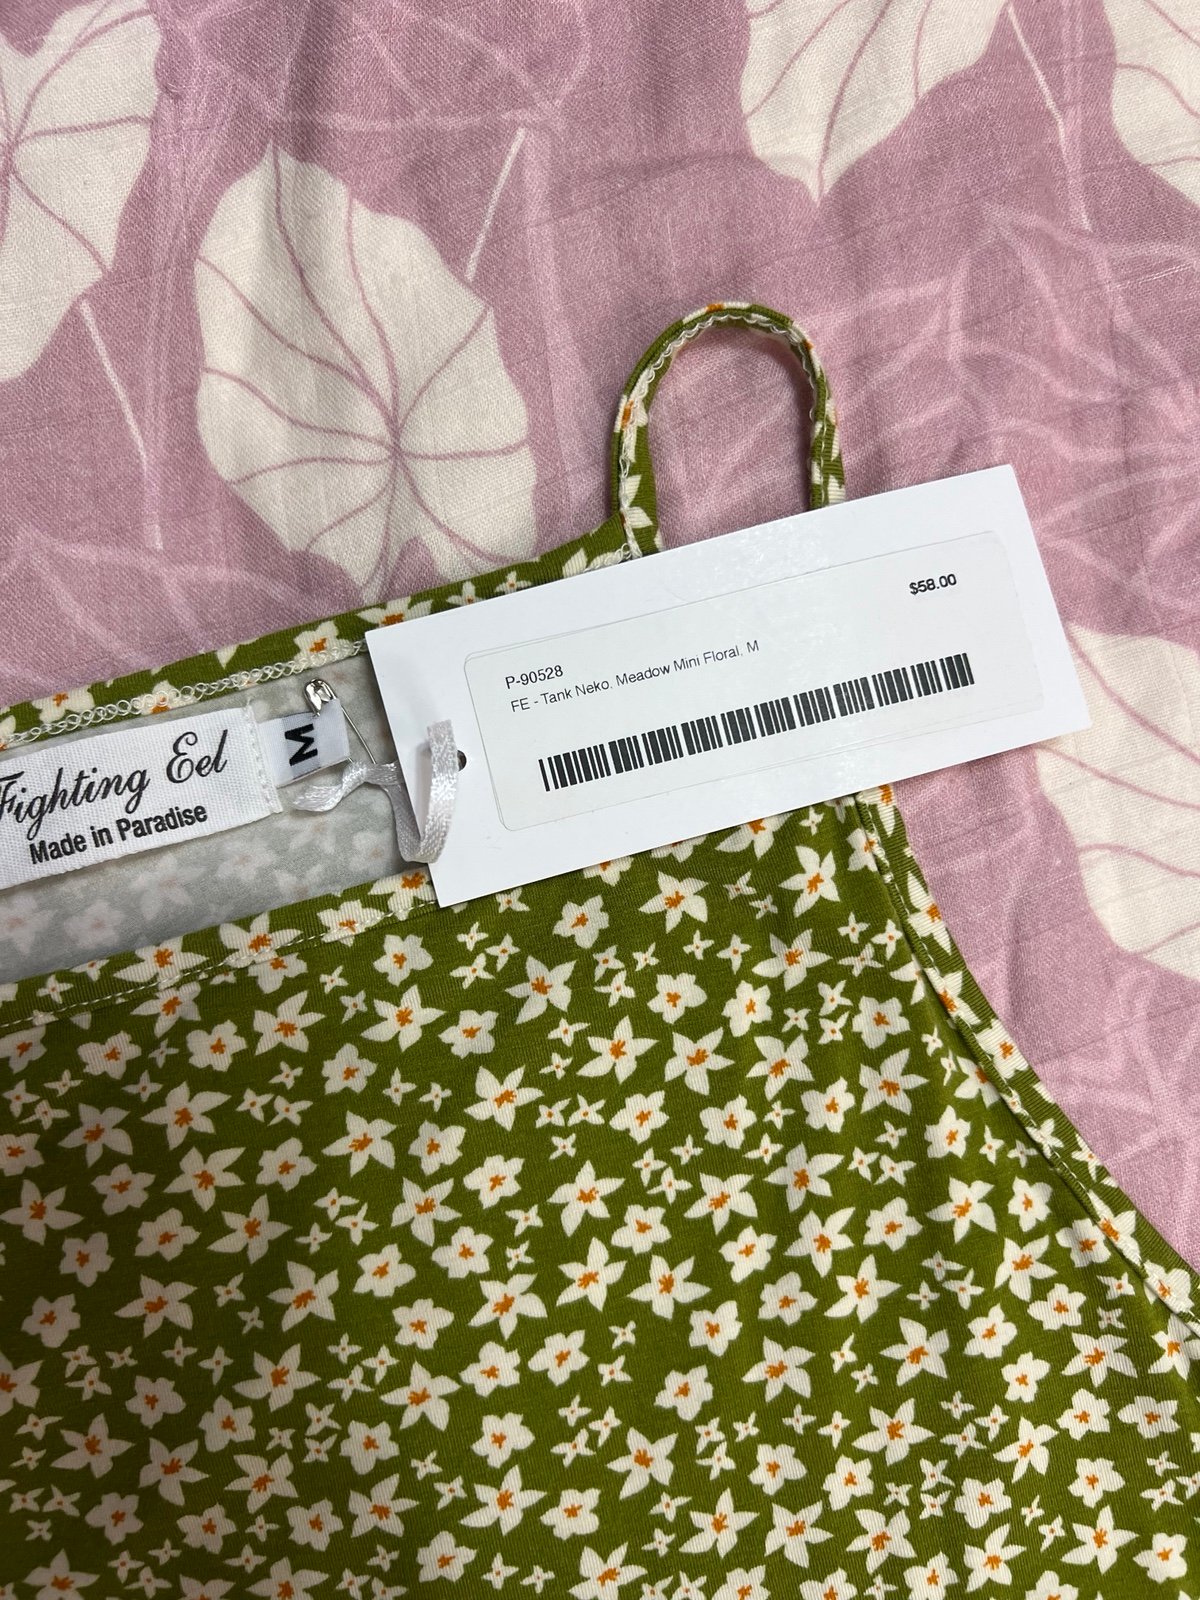 $58.00
P-90528
FE - Tank Neko, Meadow Mini Floral, M
Fighting Eel
Made in Paradise
M